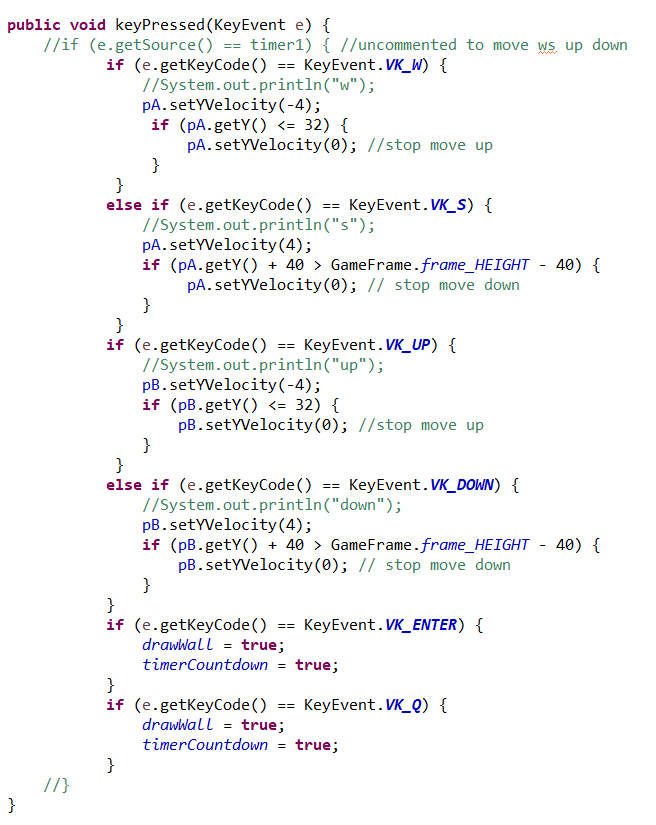 public void keyPressed(KeyEvent e) {
    //if (e.getSource() == timer1) { //uncommented to move ws up down
           if (e.getKeyCode() == KeyEvent.VK_W) {
               //System.out.println("w");
               pA.setYVelocity(-4);
                if (pA.getY() <= 32) {
                    pA.setYVelocity(0); //stop move up
                }
            }
           else if (e.getKeyCode() == KeyEvent.VK_S) {
               //System.out.println("s");
               pA.setYVelocity(4);
               if (pA.getY() + 40 > GameFrame.frame_HEIGHT - 40) {
                    pA.setYVelocity(0); // stop move down
               }
            }
           if (e.getKeyCode() == KeyEvent.VK_UP) {
               //System.out.println("up");
               pB.setYVelocity(-4);
               if (pB.getY() <= 32) {
                   pB.setYVelocity(0); //stop move up
               }
            }
           else if (e.getKeyCode() == KeyEvent.VK_DOWN) {
               //System.out.println("down");
               pB.setYVelocity(4);
               if (pB.getY() + 40 > GameFrame.frame_HEIGHT - 40) {
                   pB.setYVelocity(0); // stop move down
               }
           }
           if (e.getKeyCode() == KeyEvent.VK_ENTER) {
               drawWall = true;
               timerCountdown = true;
           }
           if (e.getKeyCode() == KeyEvent.VK_Q) {
               drawWall = true;
               timerCountdown = true;
           }
    //}
}